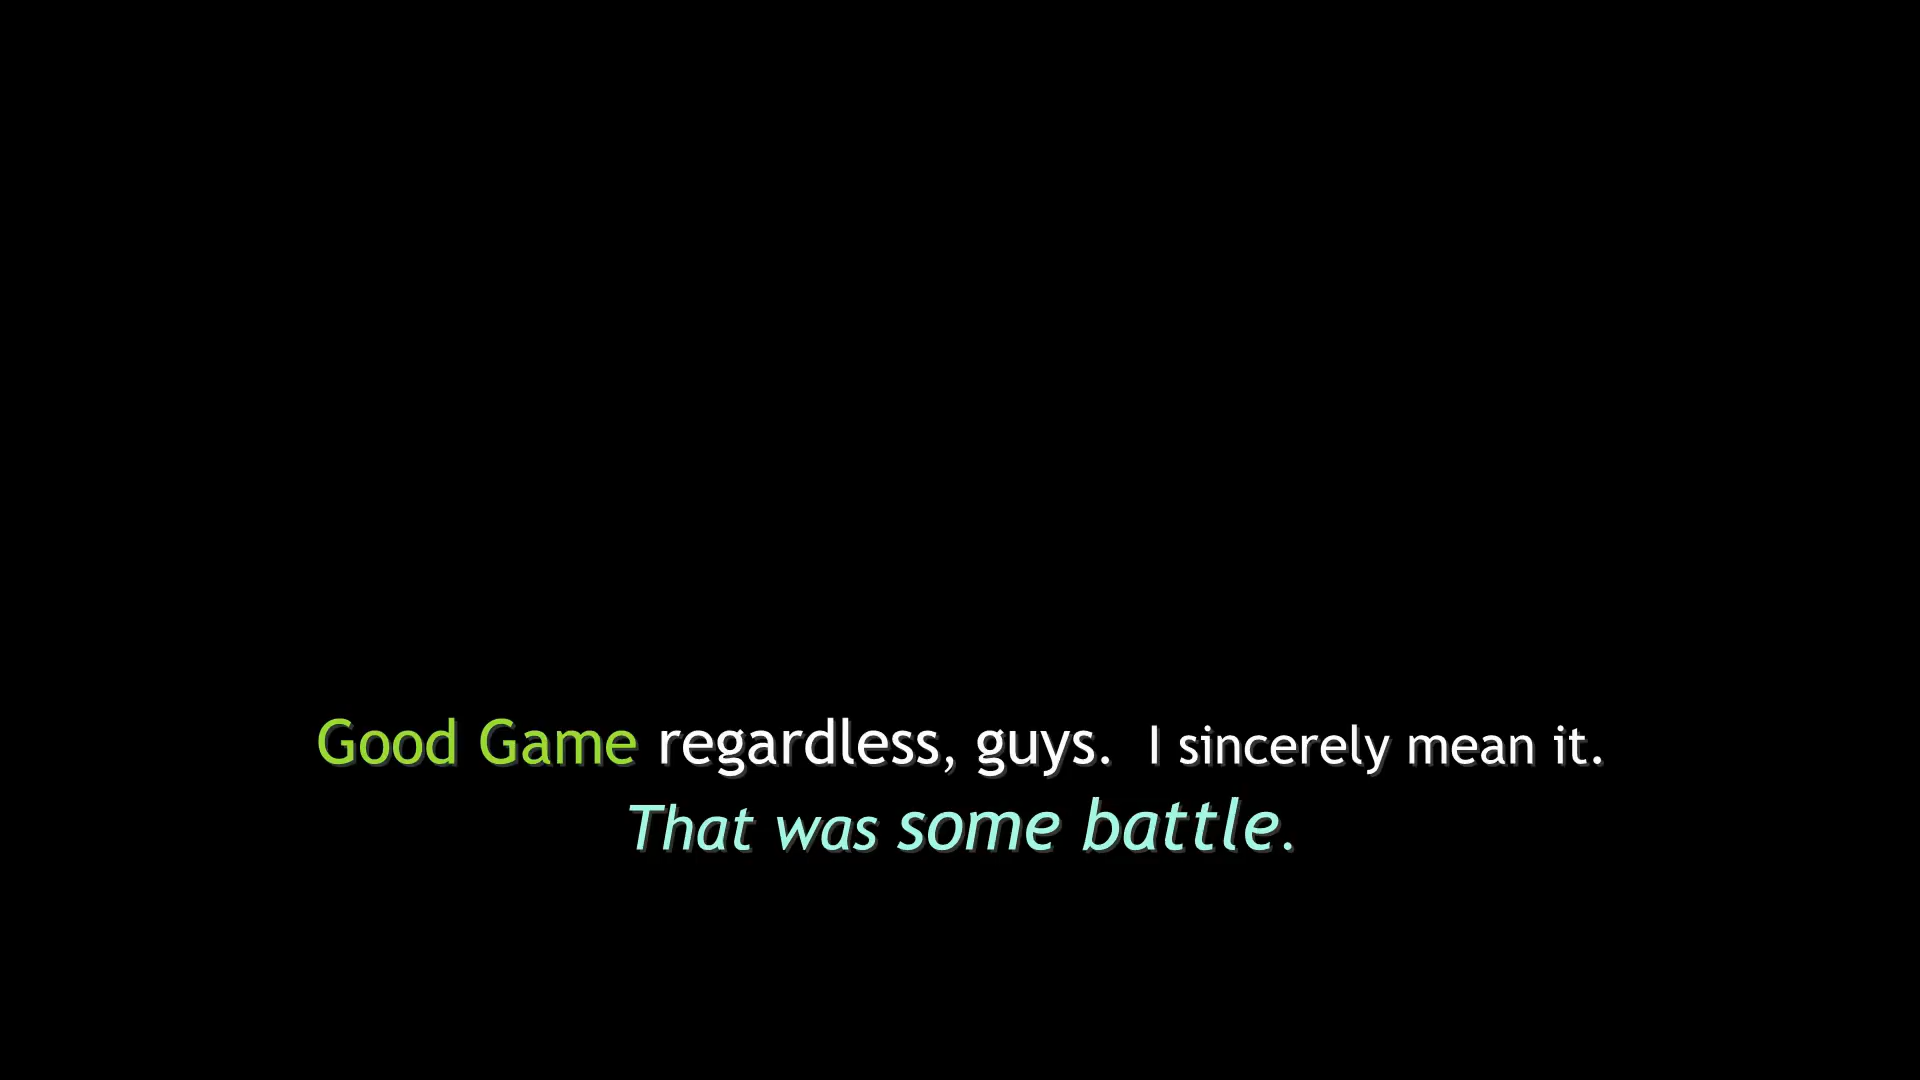 Good Game regardless, guys.  I sincerely mean it.
That was some battle.